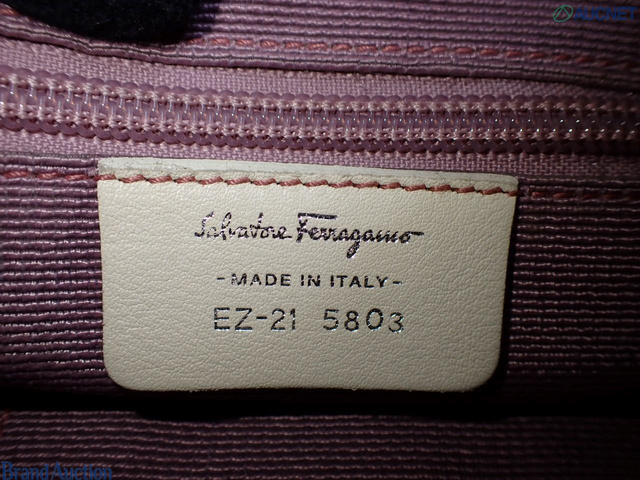 Salvatore Ferragamo
- MADE IN ITALY -
EZ-21 5803
Brand Auction